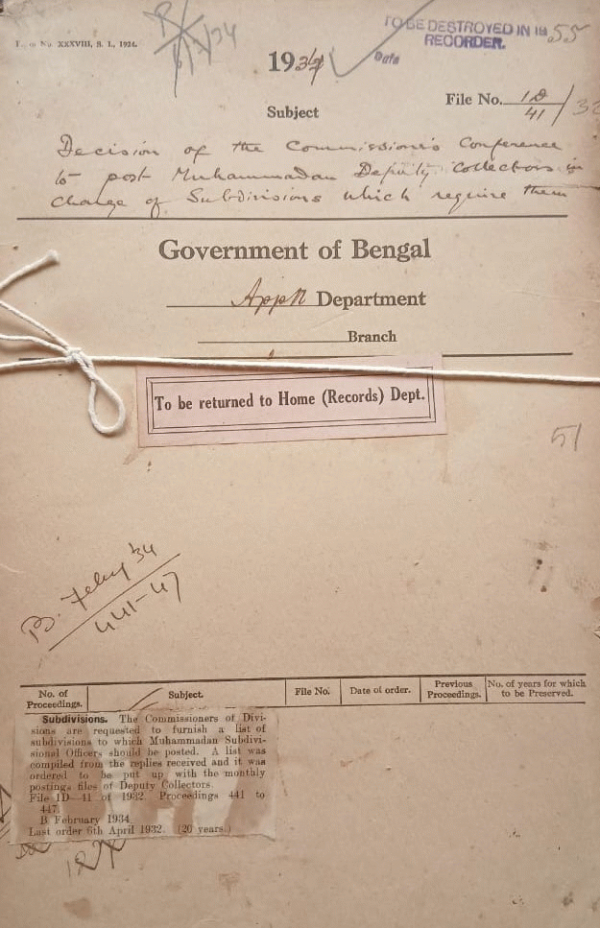 No. XXXVIII, B. I., 1924.
TO BE DESTROYED IN 1955
RECORDER.
Date
1934
File No. 1D/41/32
Subject
Decision of the Commissioners Conference
to post Muhammadan Deputy Collectors in
charge of Subdivisions which require them
Government of Bengal
Appt Department
Branch
To be returned to Home (Records) Dept.
51
B. Feby '34
441-47
No. of Proceedings. Subject. File No. Date of order. Previous Proceedings. No. of years for which to be Preserved.
Subdivisions. The Commissioners of Divi-
sions are requested to furnish a list of
subdivisions to which Muhammadan Subdivi-
sional Officers should be posted. A list was
compiled from the replies received and it was
ordered to be put up with the monthly
postings files of Deputy Collectors.
File 1D—41 of 1932 Proceedings 441 to
447.
B February 1934
Last order 6th April 1932. (20 years.)